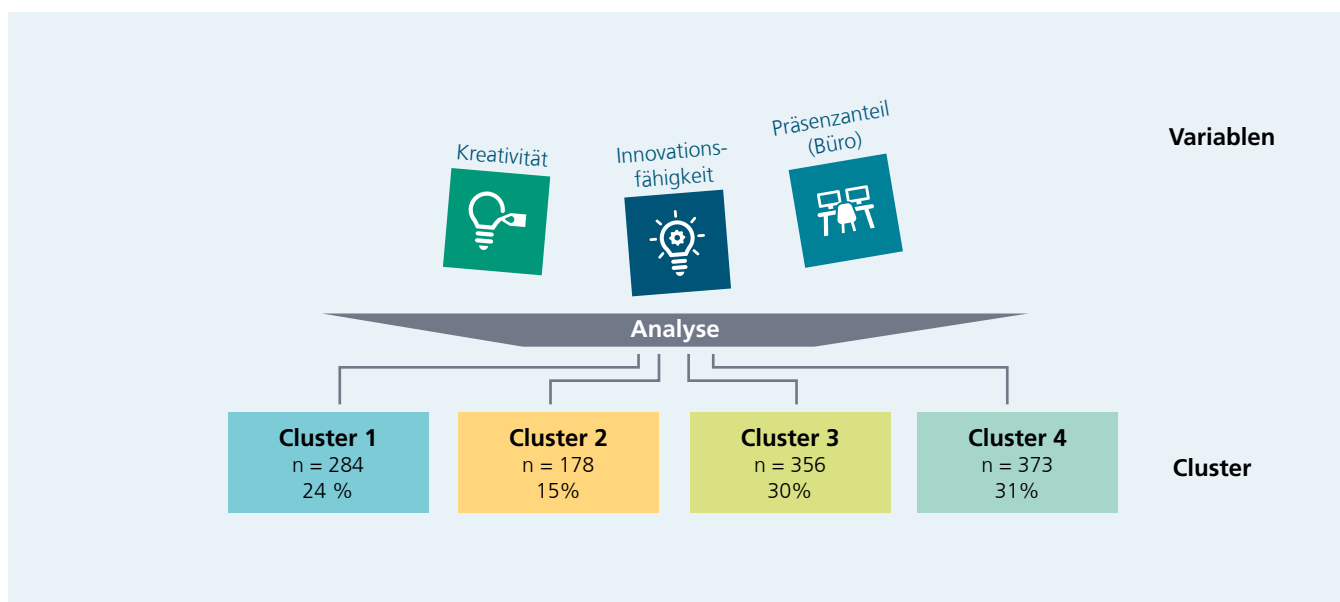 Variablen
Kreativität
Innovations-
fähigkeit
Präsenzanteil
(Büro)
Analyse
Cluster 1
n = 284
24 %
Cluster 2
n = 178
15%
Cluster 3
n = 356
30%
Cluster 4
n = 373
31%
Cluster